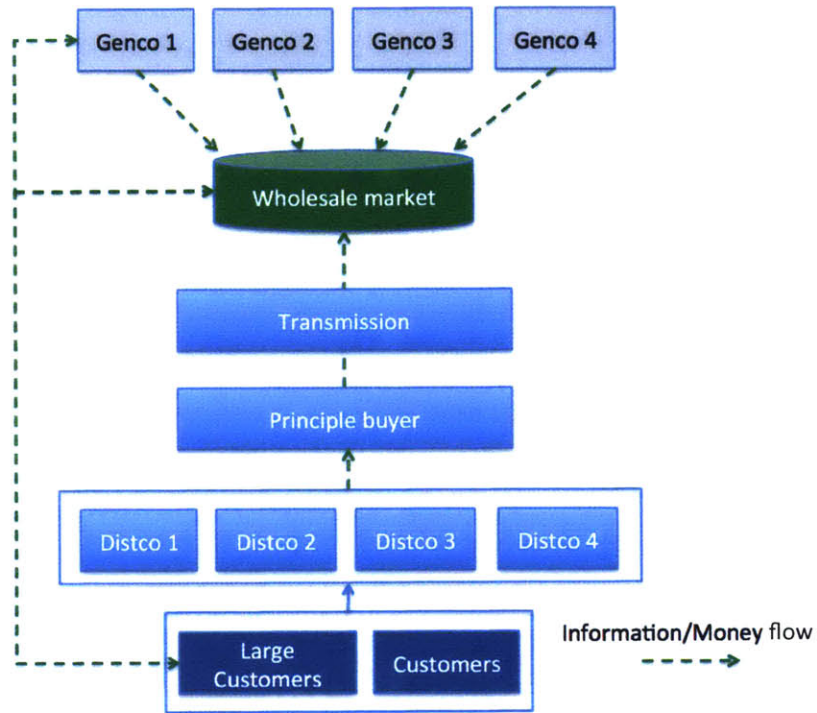 Genco 1
Genco 2
Genco 3
Genco 4
Wholesale market
Transmission
Principle buyer
Distco 1
Distco 2
Distco 3
Distco 4
Large
Customers
Customers
Information/Money flow